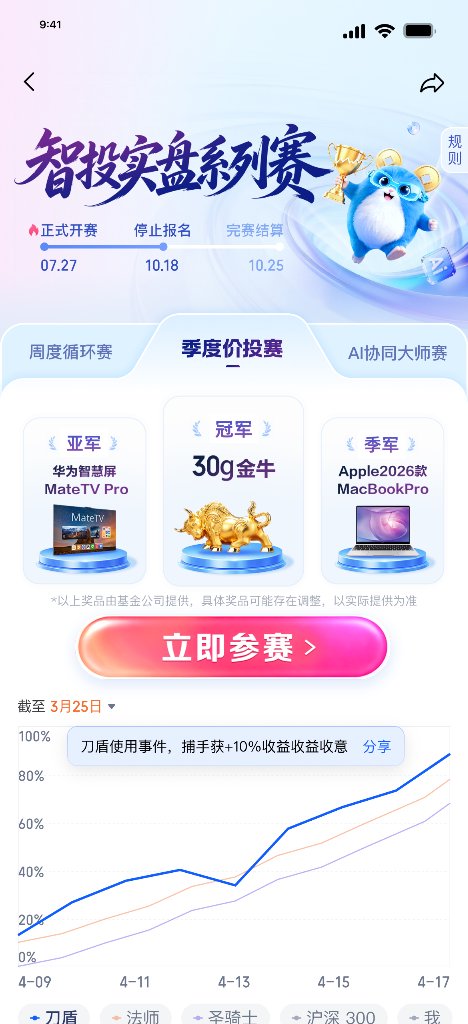 9:41
规则
智投实盘系列赛
正式开赛 停止报名 完赛结算
07.27 10.18 10.25
周度循环赛 季度价投赛 AI协同大师赛
亚军
华为智慧屏
MateTV Pro
MateTV
冠军
30g金牛
季军
Apple2026款
MacBookPro
*以上奖品由基金公司提供，具体奖品可能存在调整，以实际提供为准
立即参赛 >
截至 3月25日
刀盾使用事件，捕手获+10%收益收益收意 分享
100%
80%
60%
40%
20%
0%
4-09 4-11 4-13 4-15 4-17
刀盾 法师 圣骑士 沪深 300 我